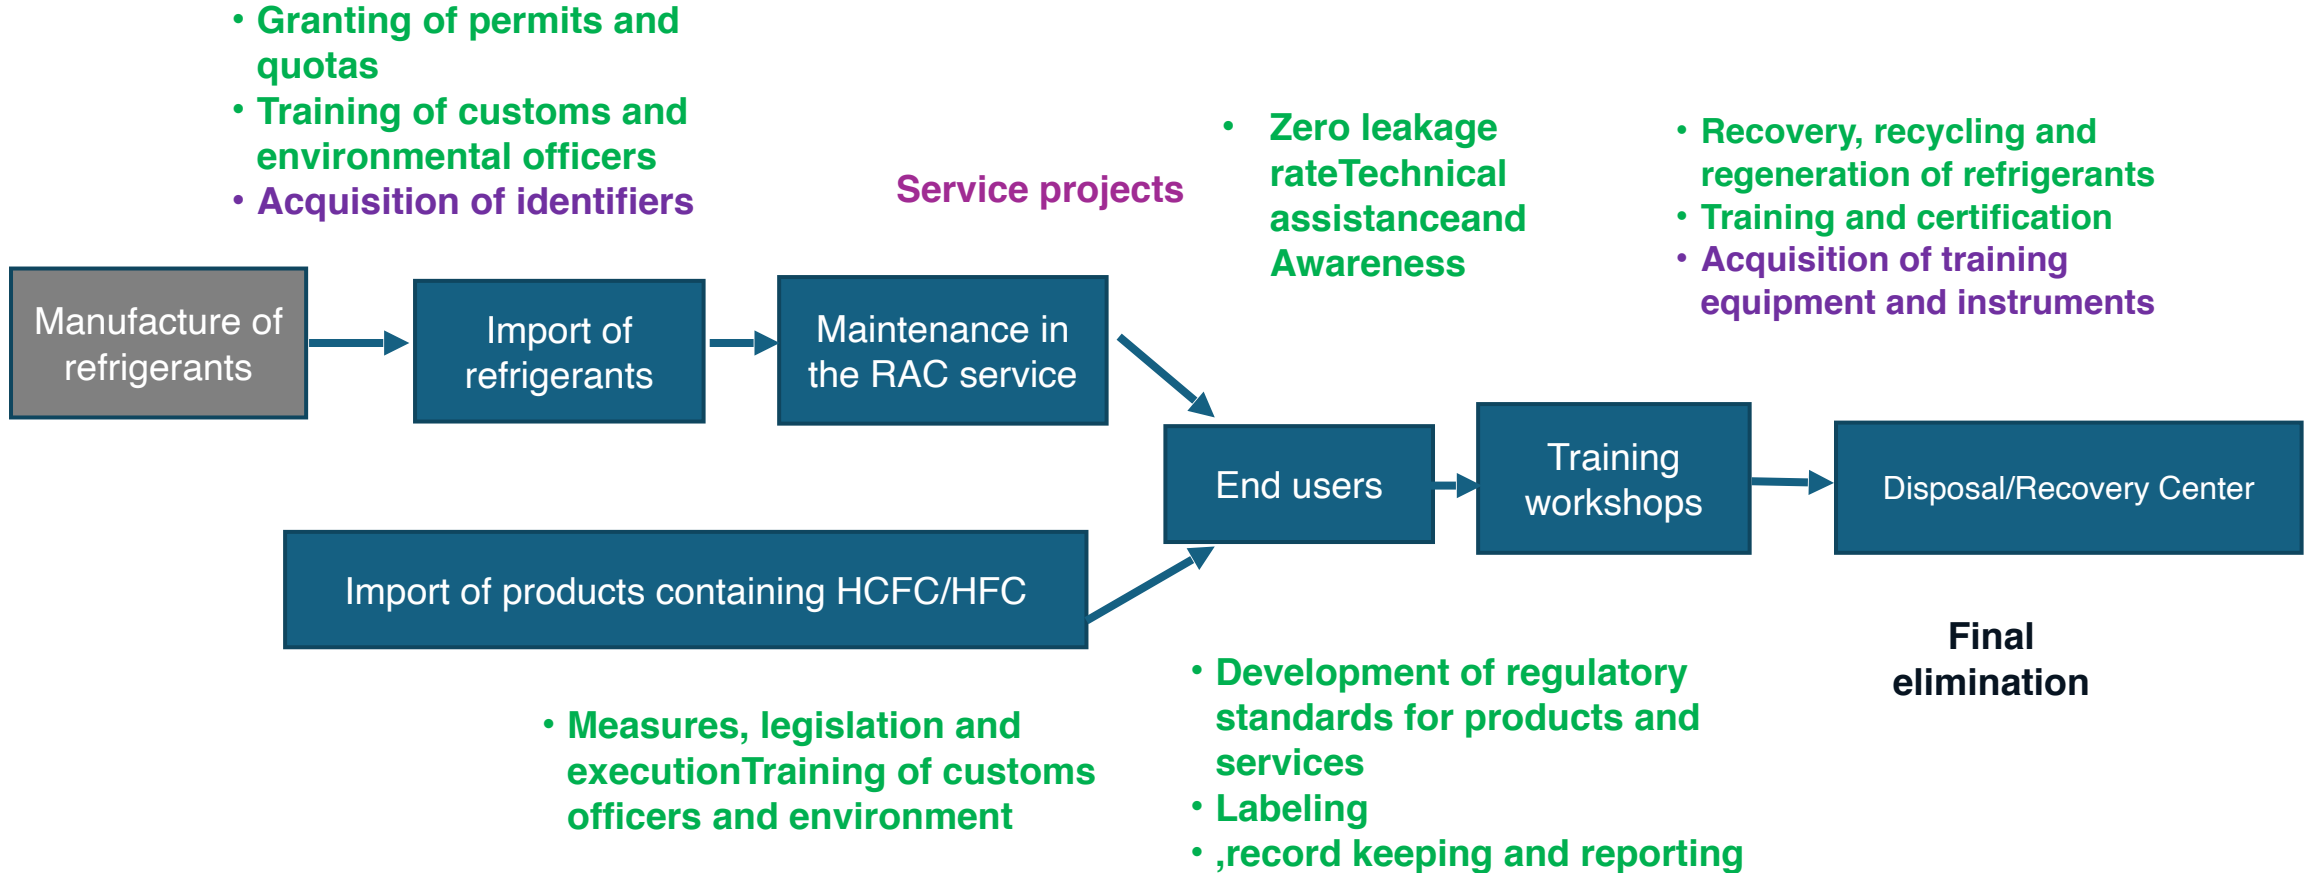 • Granting of permits and
quotas
• Training of customs and
environmental officers
• Acquisition of identifiers
Service projects
• Zero leakage
rateTechnical
assistanceand
Awareness
• Recovery, recycling and
regeneration of refrigerants
• Training and certification
• Acquisition of training
equipment and instruments
Manufacture of
refrigerants
Import of
refrigerants
Maintenance in
the RAC service
End users
Training
workshops
Disposal/Recovery Center
Import of products containing HCFC/HFC
Final
elimination
• Measures, legislation and
executionTraining of customs
officers and environment
• Development of regulatory
standards for products and
services
• Labeling
• ,record keeping and reporting